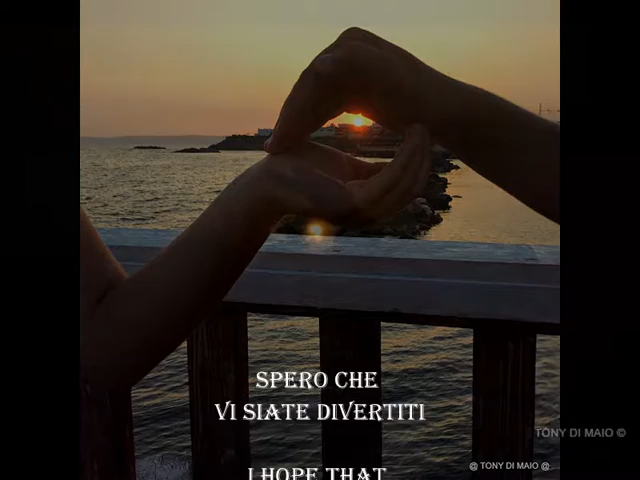 SPERO CHE
VI SIATE DIVERTITI
TONY DI MAIO ©
I HOPE THAT
@ TONY DI MAIO @